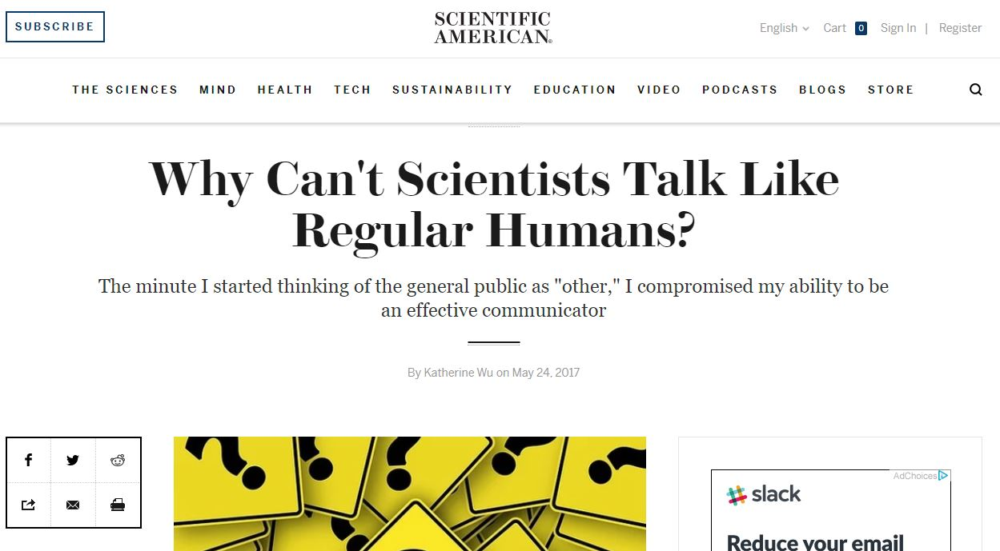 SUBSCRIBE
SCIENTIFIC
AMERICAN®
English
Cart 0 Sign In | Register
THE SCIENCES MIND HEALTH TECH SUSTAINABILITY EDUCATION VIDEO PODCASTS BLOGS STORE
Why Can't Scientists Talk Like
Regular Humans?
The minute I started thinking of the general public as "other," I compromised my ability to be
an effective communicator
By Katherine Wu on May 24, 2017
? ? ? ? ?
AdChoices
slack
Reduce your email